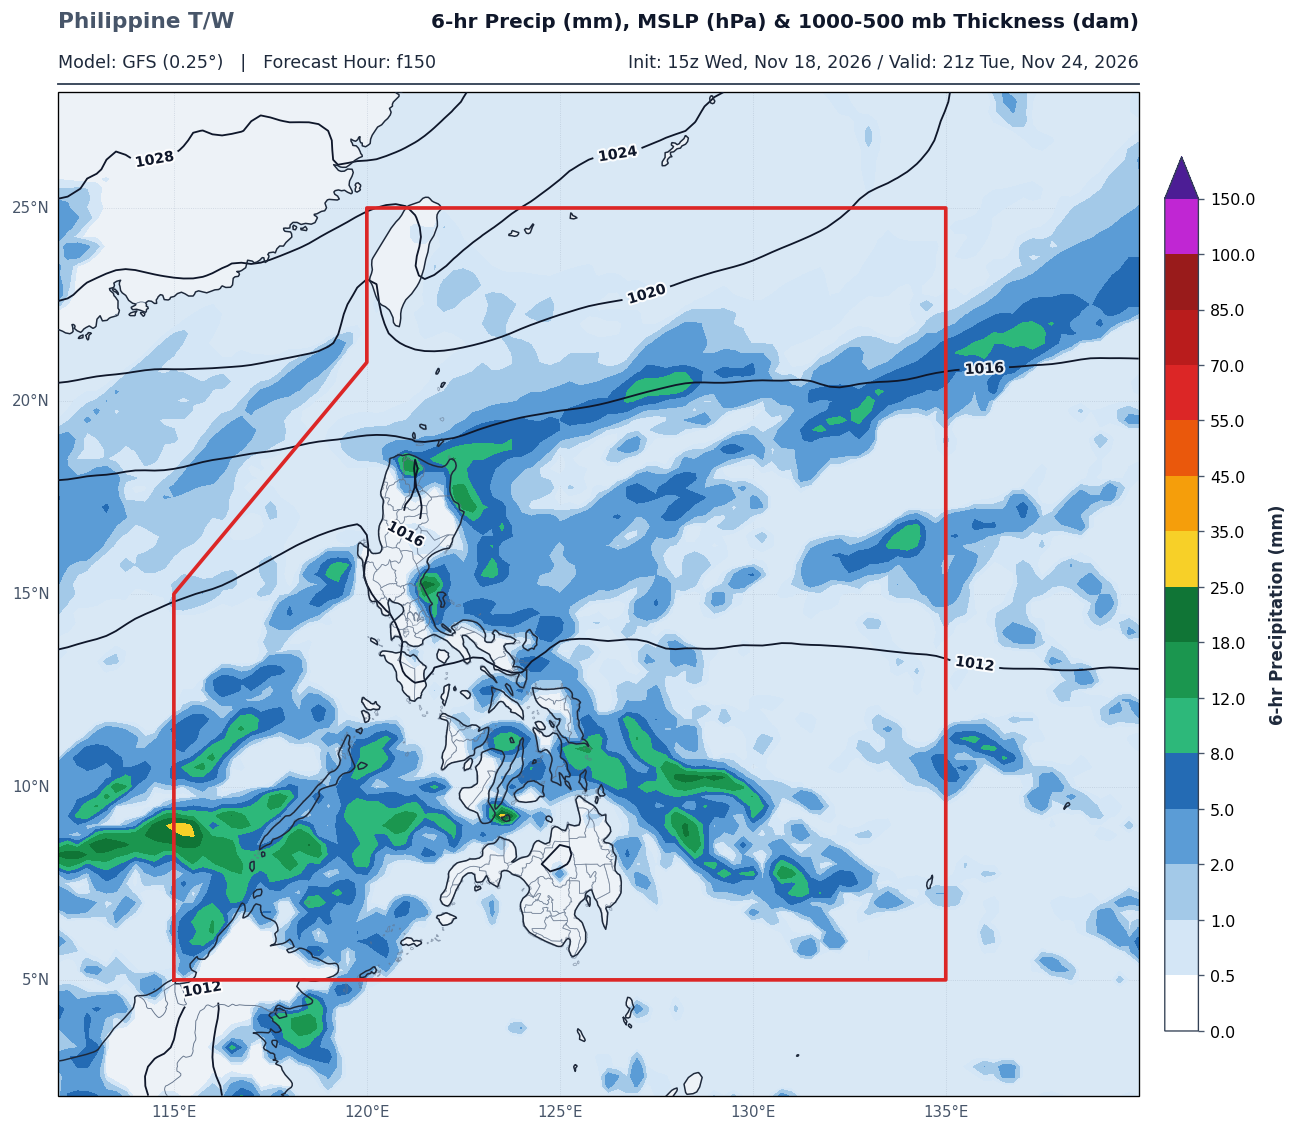 Philippine T/W
6-hr Precip (mm), MSLP (hPa) & 1000-500 mb Thickness (dam)
Model: GFS (0.25°) | Forecast Hour: f150
Init: 15z Wed, Nov 18, 2026 / Valid: 21z Tue, Nov 24, 2026
1028
1024
1020
1016
1016
1012
1012
25°N
20°N
15°N
10°N
5°N
115°E
120°E
125°E
130°E
135°E
150.0
100.0
85.0
70.0
55.0
45.0
35.0
25.0
18.0
12.0
8.0
5.0
2.0
1.0
0.5
0.0
6-hr Precipitation (mm)